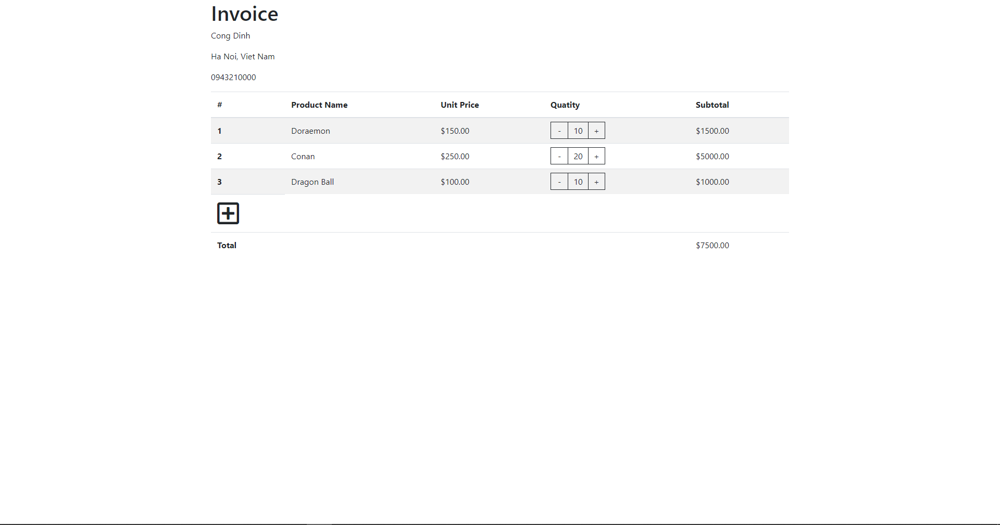 Invoice
Cong Dinh
Ha Noi, Viet Nam
0943210000
# Product Name Unit Price Quatity Subtotal
1 Doraemon $150.00 - 10 + $1500.00
2 Conan $250.00 - 20 + $5000.00
3 Dragon Ball $100.00 - 10 + $1000.00
Total $7500.00